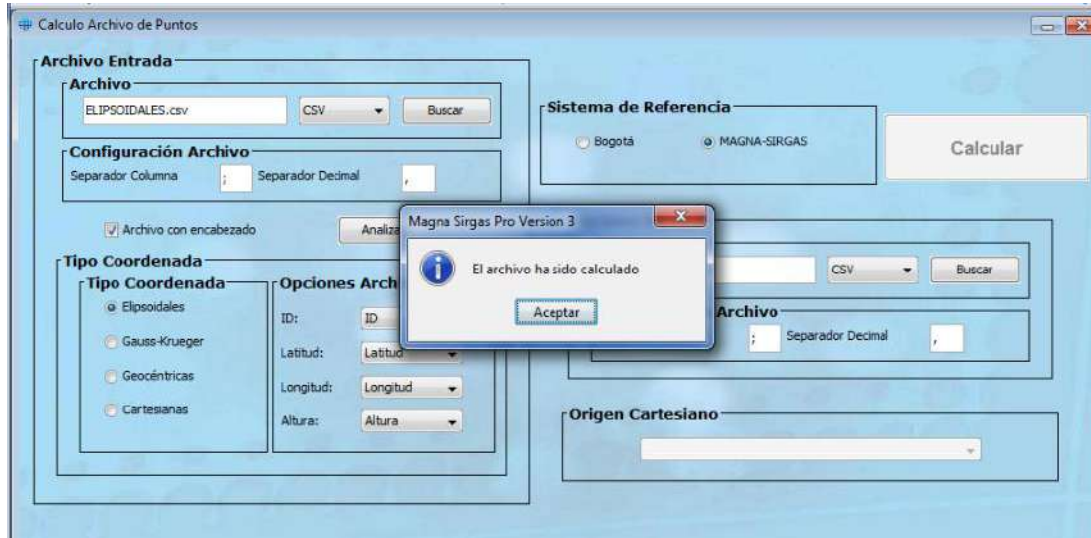 Calculo Archivo de Puntos
Archivo Entrada
Archivo
ELIPSOIDALES.csv
CSV
Buscar
Configuración Archivo
Separador Columna
;
Separador Decimal
,
Archivo con encabezado
Analiza
Tipo Coordenada
Tipo Coordenada
Elipsoidales
Gauss-Krueger
Geocéntricas
Cartesianas
Opciones Arch
ID:
ID
Latitud:
Latitud
Longitud:
Longitud
Altura:
Altura
Sistema de Referencia
Bogotá
MAGNA-SIRGAS
Calcular
Magna Sirgas Pro Version 3
El archivo ha sido calculado
Aceptar
CSV
Buscar
Archivo
;
Separador Decimal
,
Origen Cartesiano